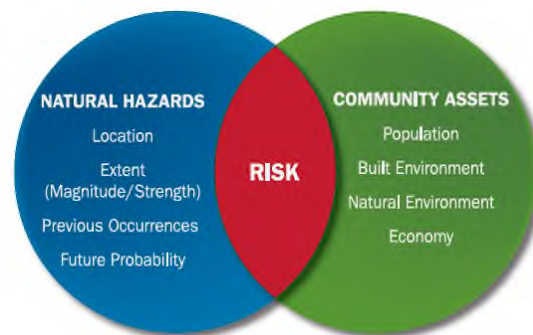 NATURAL HAZARDS
Location
Extent
(Magnitude/Strength)
Previous Occurrences
Future Probability
RISK
COMMUNITY ASSETS
Population
Built Environment
Natural Environment
Economy